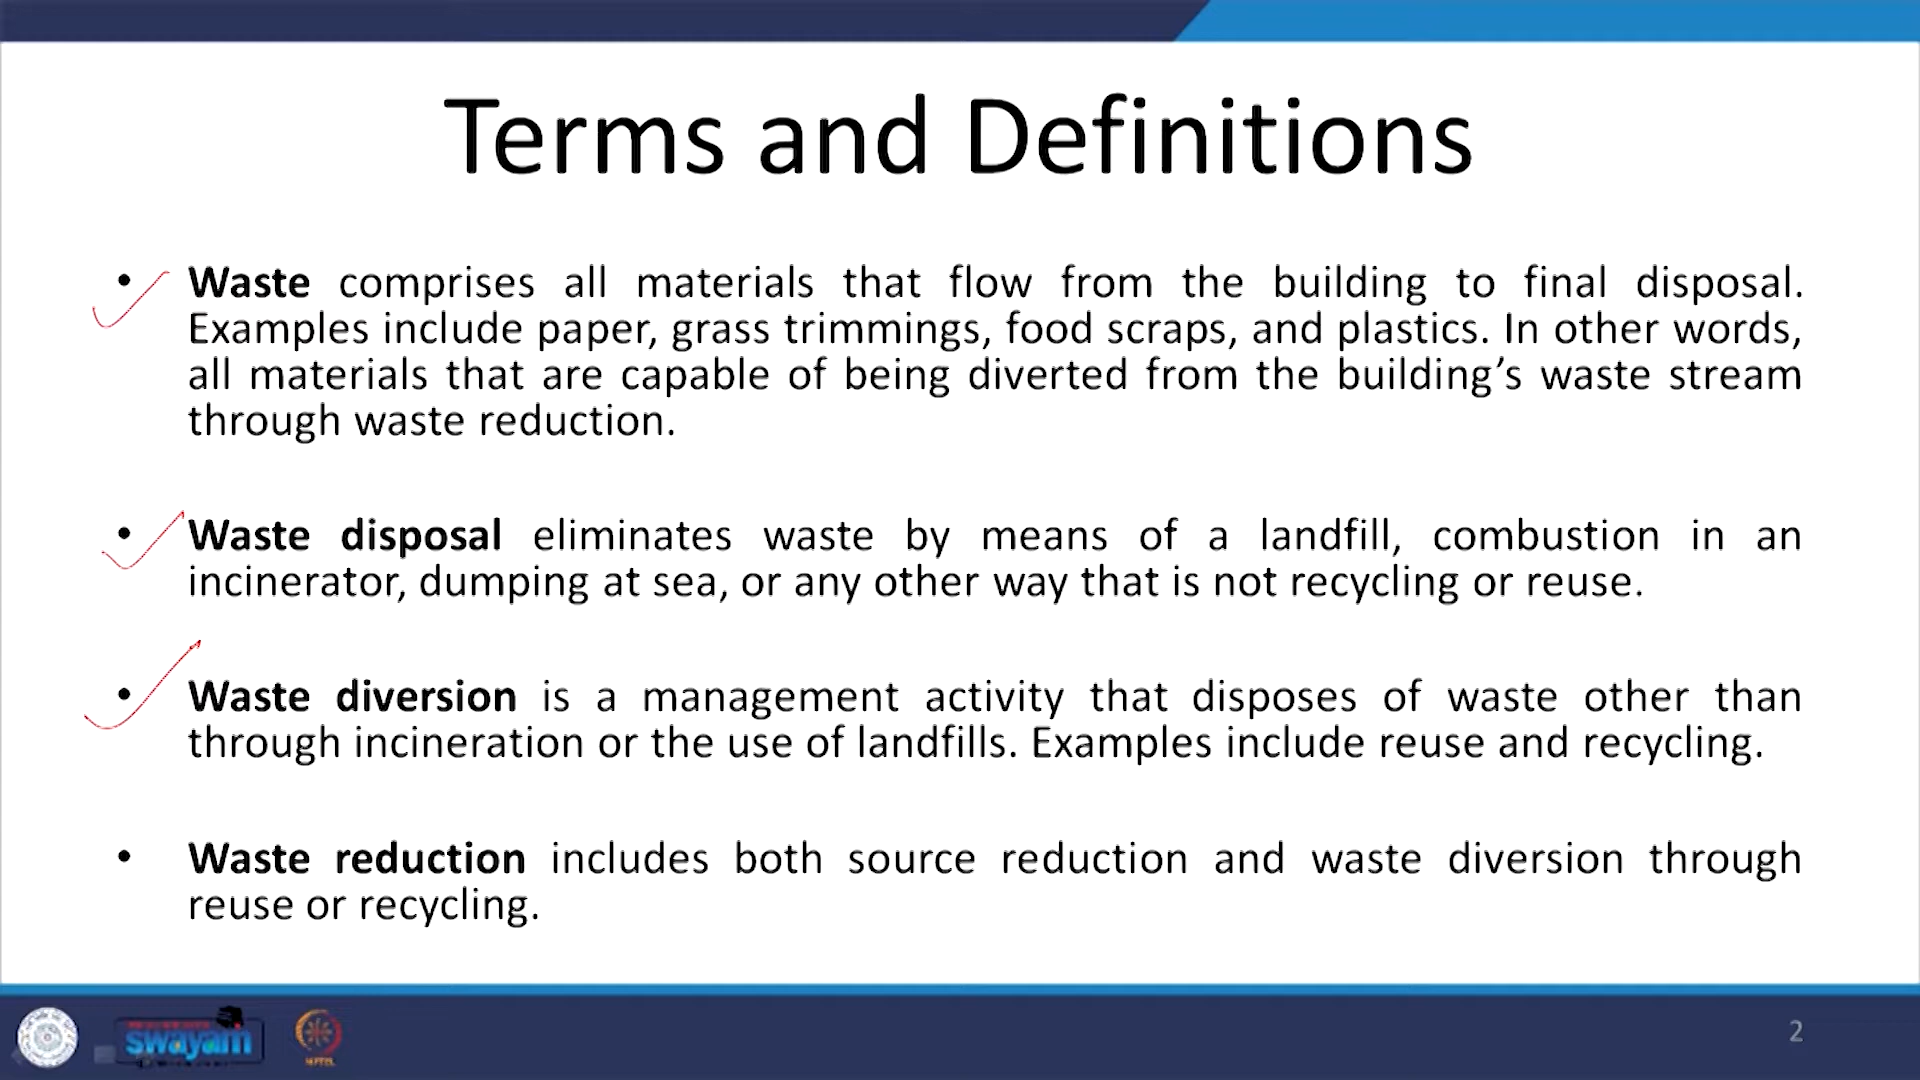 Terms and Definitions
• Waste comprises all materials that flow from the building to final disposal.
Examples include paper, grass trimmings, food scraps, and plastics. In other words,
all materials that are capable of being diverted from the building’s waste stream
through waste reduction.
• Waste disposal eliminates waste by means of a landfill, combustion in an
incinerator, dumping at sea, or any other way that is not recycling or reuse.
• Waste diversion is a management activity that disposes of waste other than
through incineration or the use of landfills. Examples include reuse and recycling.
• Waste reduction includes both source reduction and waste diversion through
reuse or recycling.
swayam
2